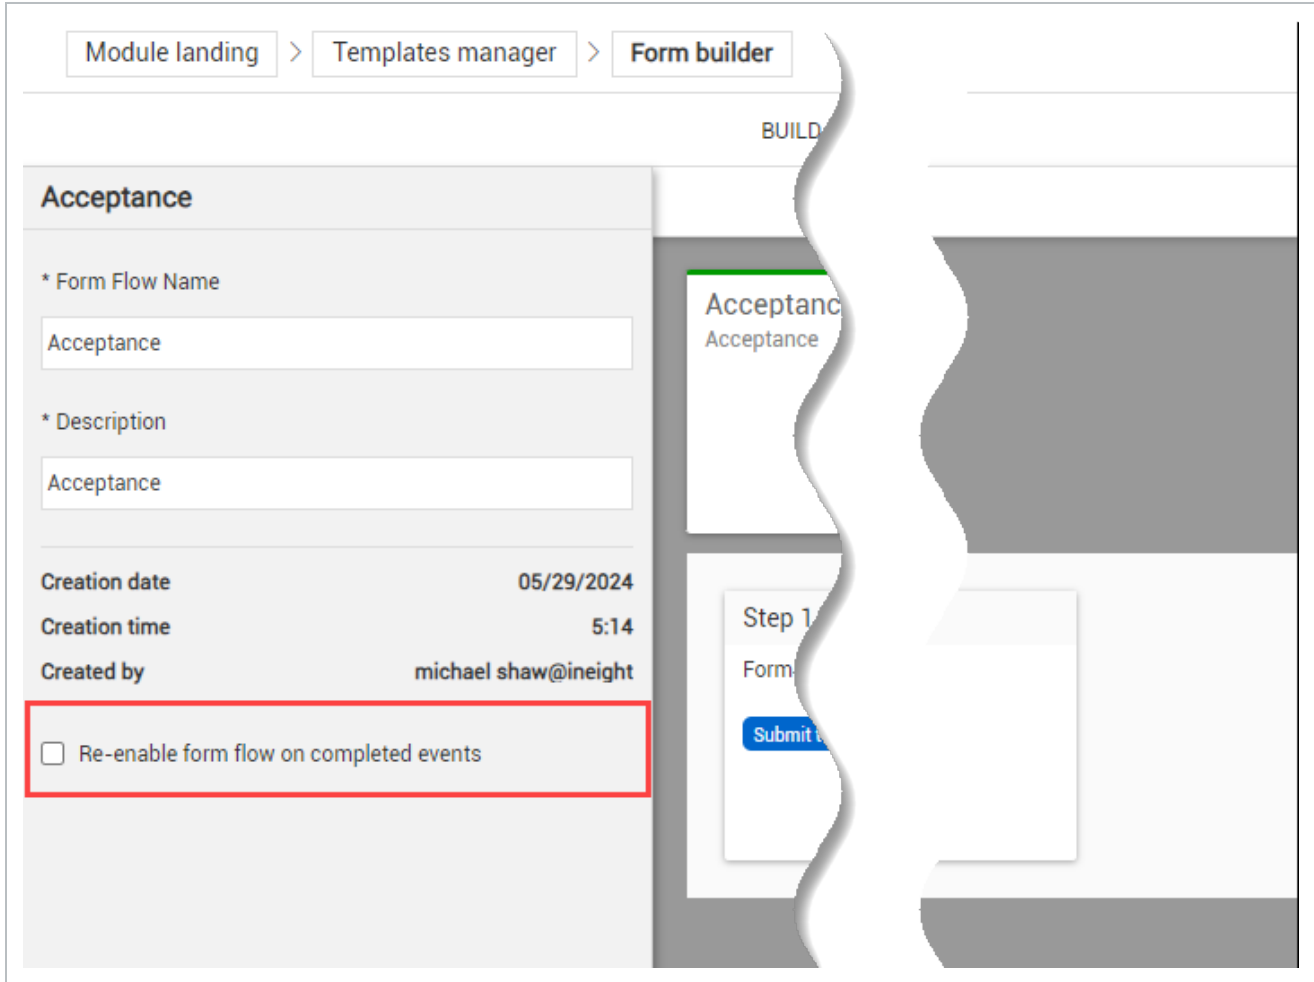 Module landing > Templates manager > Form builder
BUILD
Acceptance
* Form Flow Name
Acceptance
* Description
Acceptance
Creation date 05/29/2024
Creation time 5:14
Created by michael shaw@ineight
Re-enable form flow on completed events
Acceptanc
Acceptance
Step 1
Form
Submit